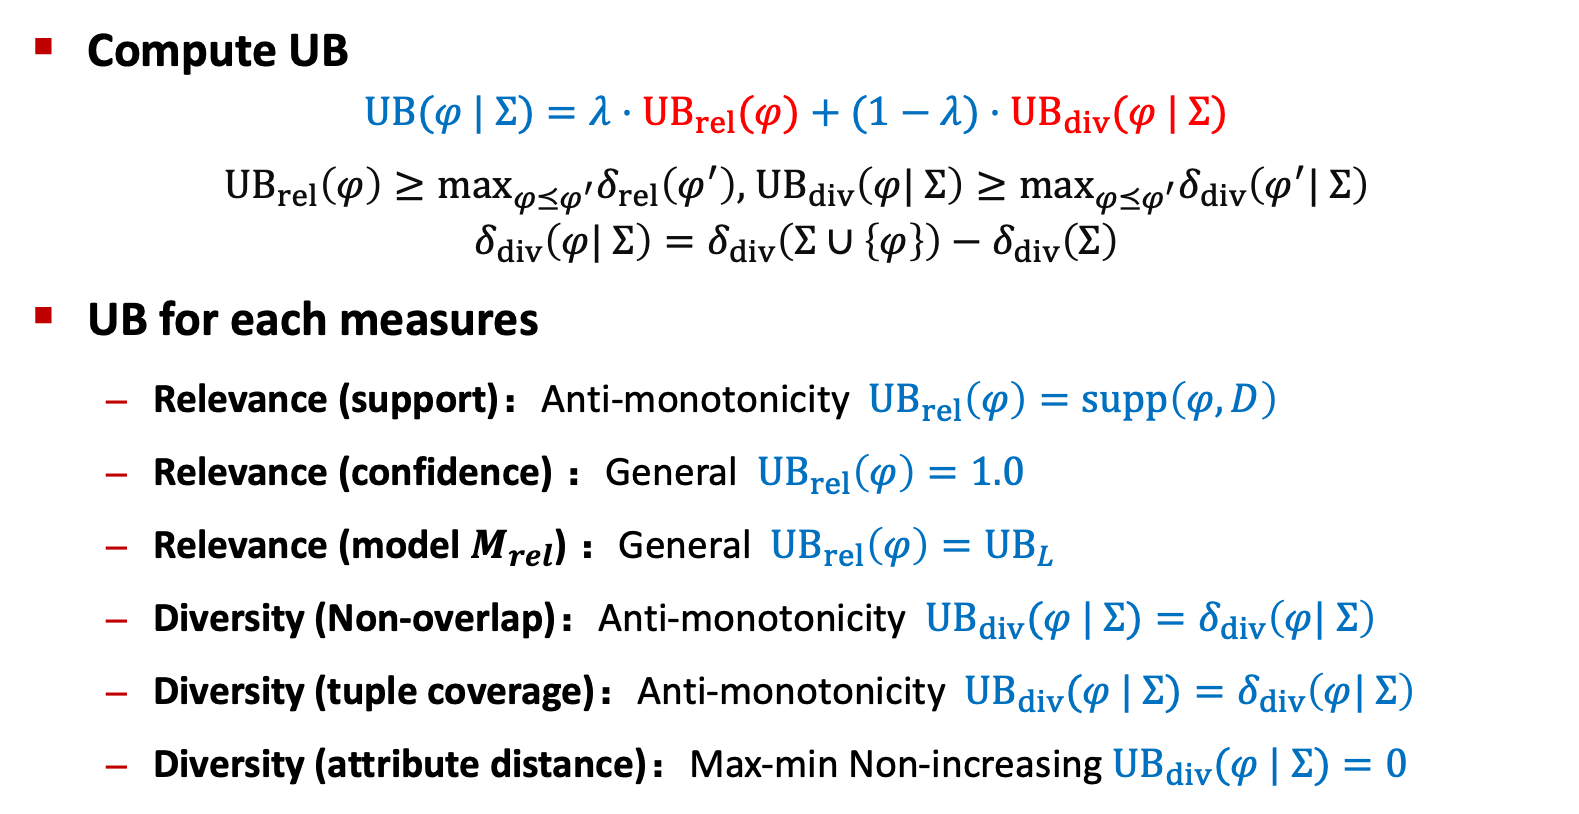 ▪ Compute UB
UB(φ | Σ) = λ · UB_rel(φ) + (1 − λ) · UB_div(φ | Σ)
UB_rel(φ) ≥ max_{φ⪯φ′} δ_rel(φ′), UB_div(φ| Σ) ≥ max_{φ⪯φ′} δ_div(φ′| Σ)
δ_div(φ| Σ) = δ_div(Σ ∪ {φ}) − δ_div(Σ)
▪ UB for each measures
– Relevance (support)： Anti-monotonicity UB_rel(φ) = supp(φ, D)
– Relevance (confidence) ： General UB_rel(φ) = 1.0
– Relevance (model M_rel) ： General UB_rel(φ) = UB_L
– Diversity (Non-overlap)： Anti-monotonicity UB_div(φ | Σ) = δ_div(φ| Σ)
– Diversity (tuple coverage)： Anti-monotonicity UB_div(φ | Σ) = δ_div(φ| Σ)
– Diversity (attribute distance)： Max-min Non-increasing UB_div(φ | Σ) = 0